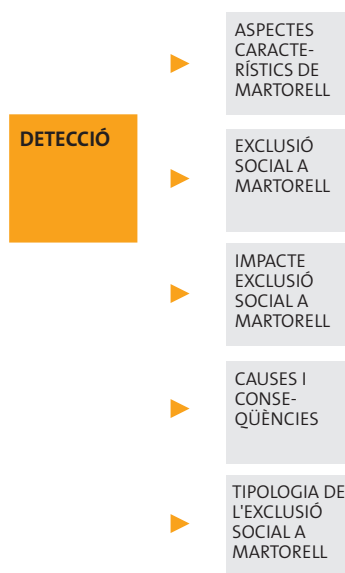 ASPECTES
CARACTE-
RÍSTICS DE
MARTORELL
DETECCIÓ
EXCLUSIÓ
SOCIAL A
MARTORELL
IMPACTE
EXCLUSIÓ
SOCIAL A
MARTORELL
CAUSES I
CONSE-
QÜÈNCIES
TIPOLOGIA DE
L'EXCLUSIÓ
SOCIAL A
MARTORELL